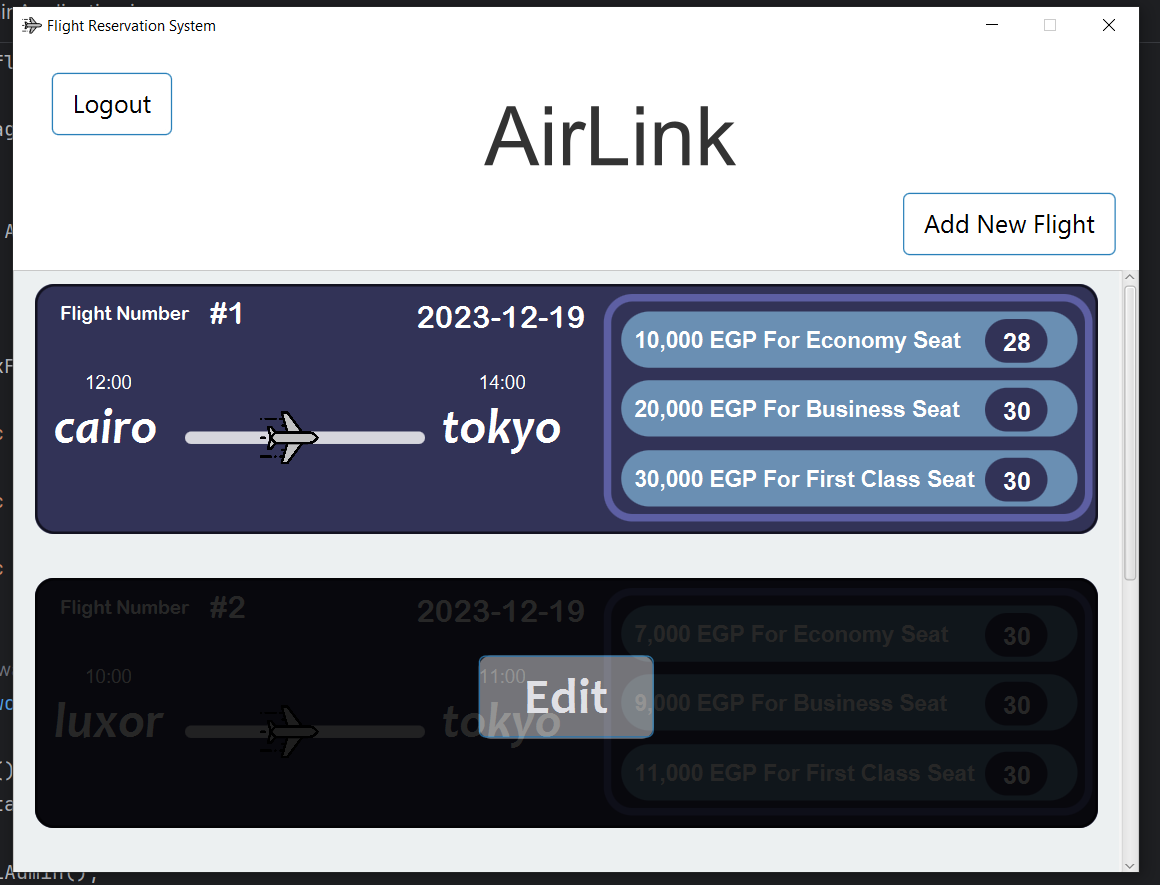 Flight Reservation System
Logout
AirLink
Add New Flight
Flight Number #1
2023-12-19
12:00
14:00
cairo
tokyo
10,000 EGP For Economy Seat 28
20,000 EGP For Business Seat 30
30,000 EGP For First Class Seat 30
Flight Number #2
2023-12-19
10:00
11:00
luxor
tokyo
Edit
7,000 EGP For Economy Seat 30
9,000 EGP For Business Seat 30
11,000 EGP For First Class Seat 30